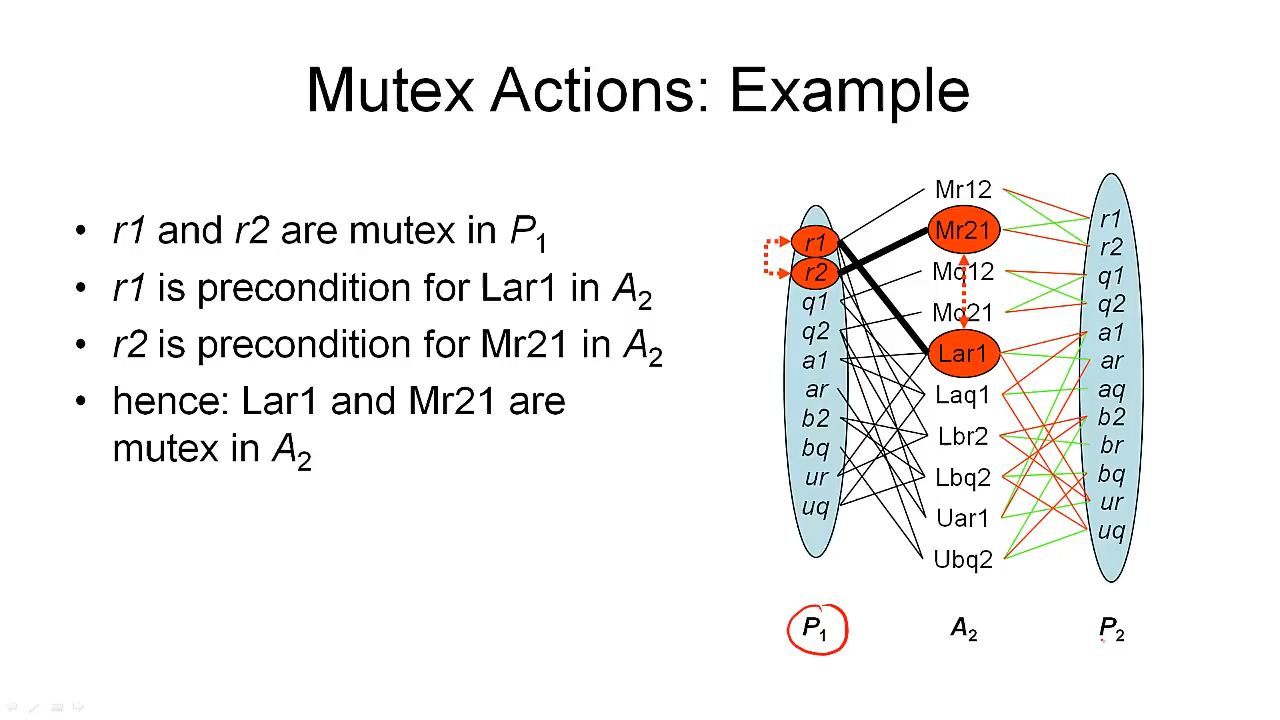 Mutex Actions: Example
• r1 and r2 are mutex in P1
• r1 is precondition for Lar1 in A2
• r2 is precondition for Mr21 in A2
• hence: Lar1 and Mr21 are
mutex in A2
r1
r2
q1
q2
a1
ar
b2
bq
ur
uq
P1
Mr12
Mr21
Mq12
Mq21
Lar1
Laq1
Lbr2
Lbq2
Uar1
Ubq2
A2
r1
r2
q1
q2
a1
ar
aq
b2
br
bq
ur
uq
P2